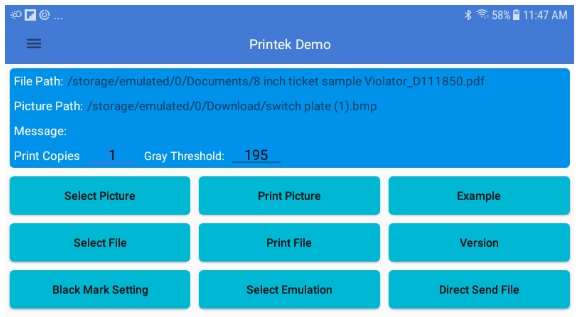 ... 58% 11:47 AM
Printek Demo
File Path: /storage/emulated/0/Documents/8 inch ticket sample Violator_D111850.pdf
Picture Path: /storage/emulated/0/Download/switch plate (1).bmp
Message:
Print Copies 1 Gray Threshold: 195
Select Picture Print Picture Example
Select File Print File Version
Black Mark Setting Select Emulation Direct Send File